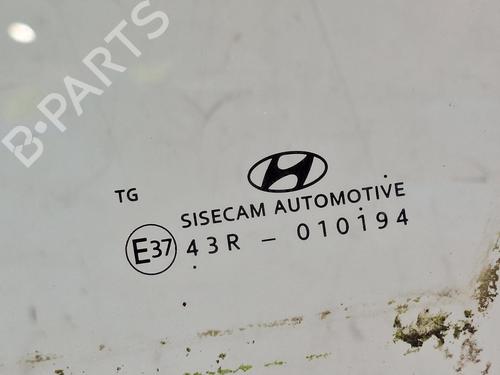 B-PARTS
TG
SISECAM AUTOMOTIVE
E37
43R - 010194